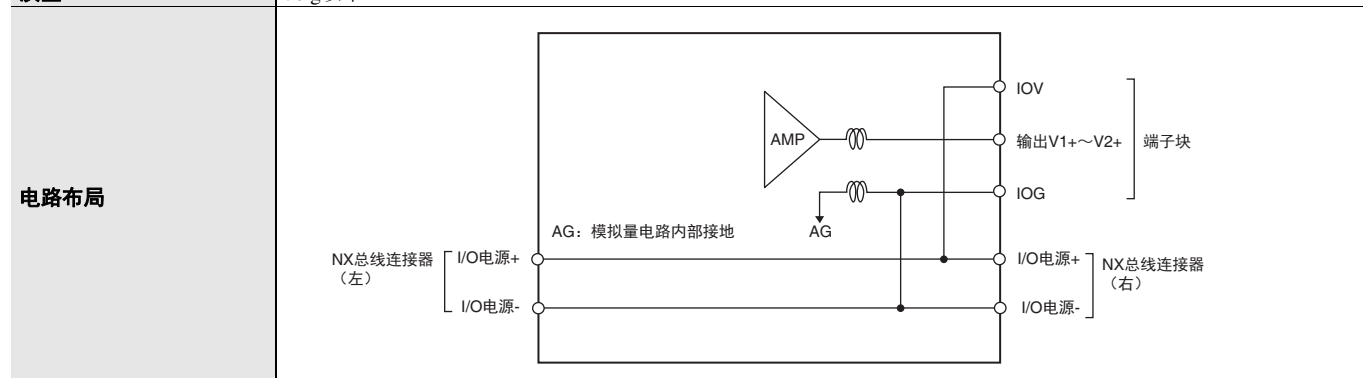 电路布局
IOV
AMP
输出V1+～V2+
端子块
IOG
AG：模拟量电路内部接地
AG
NX总线连接器
（左）
I/O电源+
I/O电源-
I/O电源+
I/O电源-
NX总线连接器
（右）